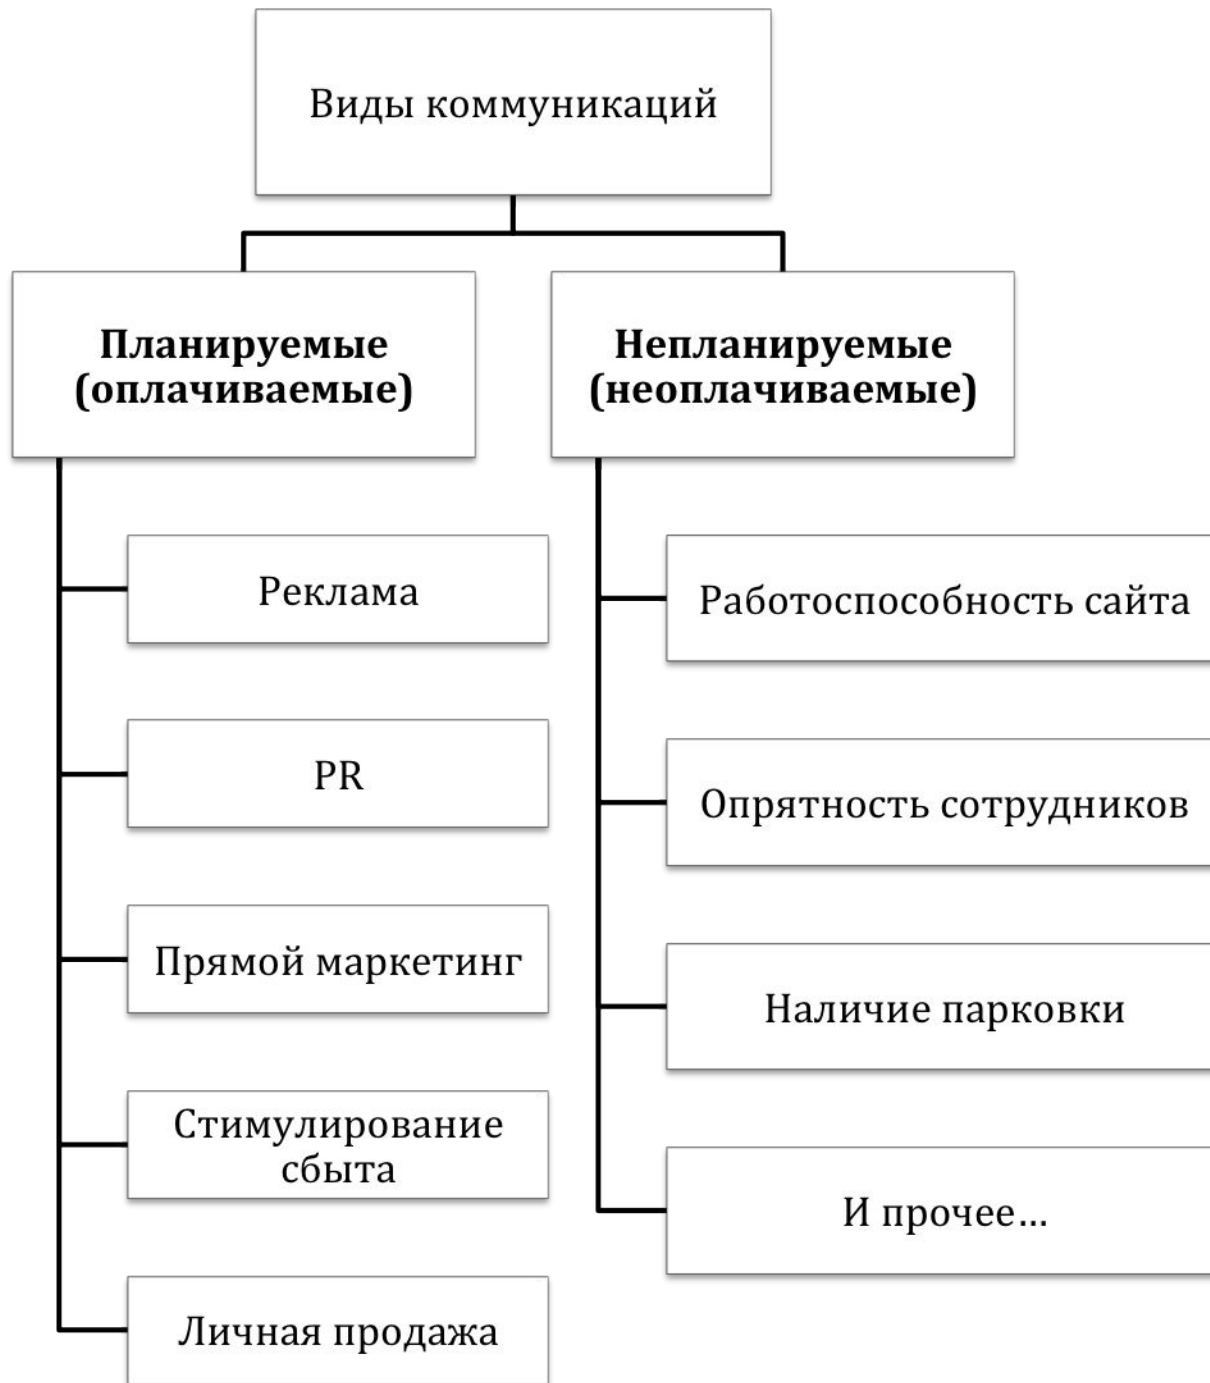 Виды коммуникаций
Планируемые
(оплачиваемые)
Реклама
PR
Прямой маркетинг
Стимулирование
сбыта
Личная продажа
Непланируемые
(неоплачиваемые)
Работоспособность сайта
Опрятность сотрудников
Наличие парковки
И прочее...